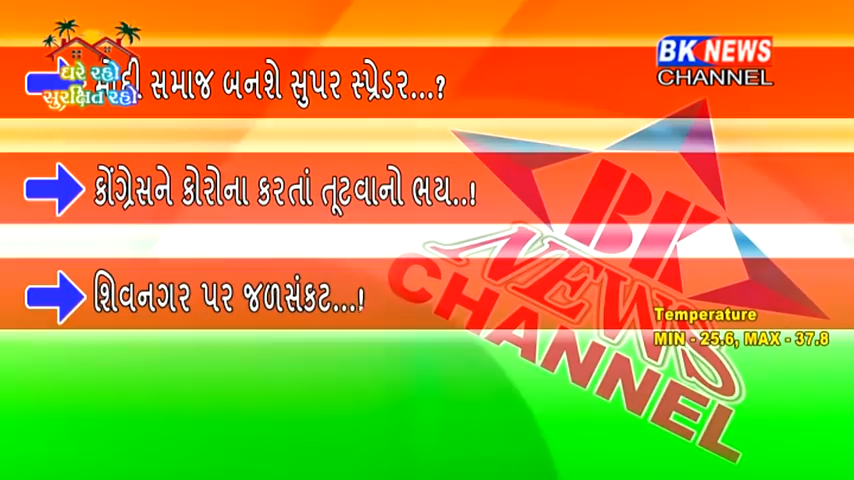 ઘરે રહો
સુરક્ષિત રહો
BK NEWS
CHANNEL
સમાજ બનશે સુપર સ્પ્રેડર...?
કોંગ્રેસને કોરોના કરતાં તૂટવાનો ભય..!
શિવનગર પર જળસંકટ...!
BK
NEWS
CHANNEL
Temperature
MIN - 25.6, MAX - 37.8